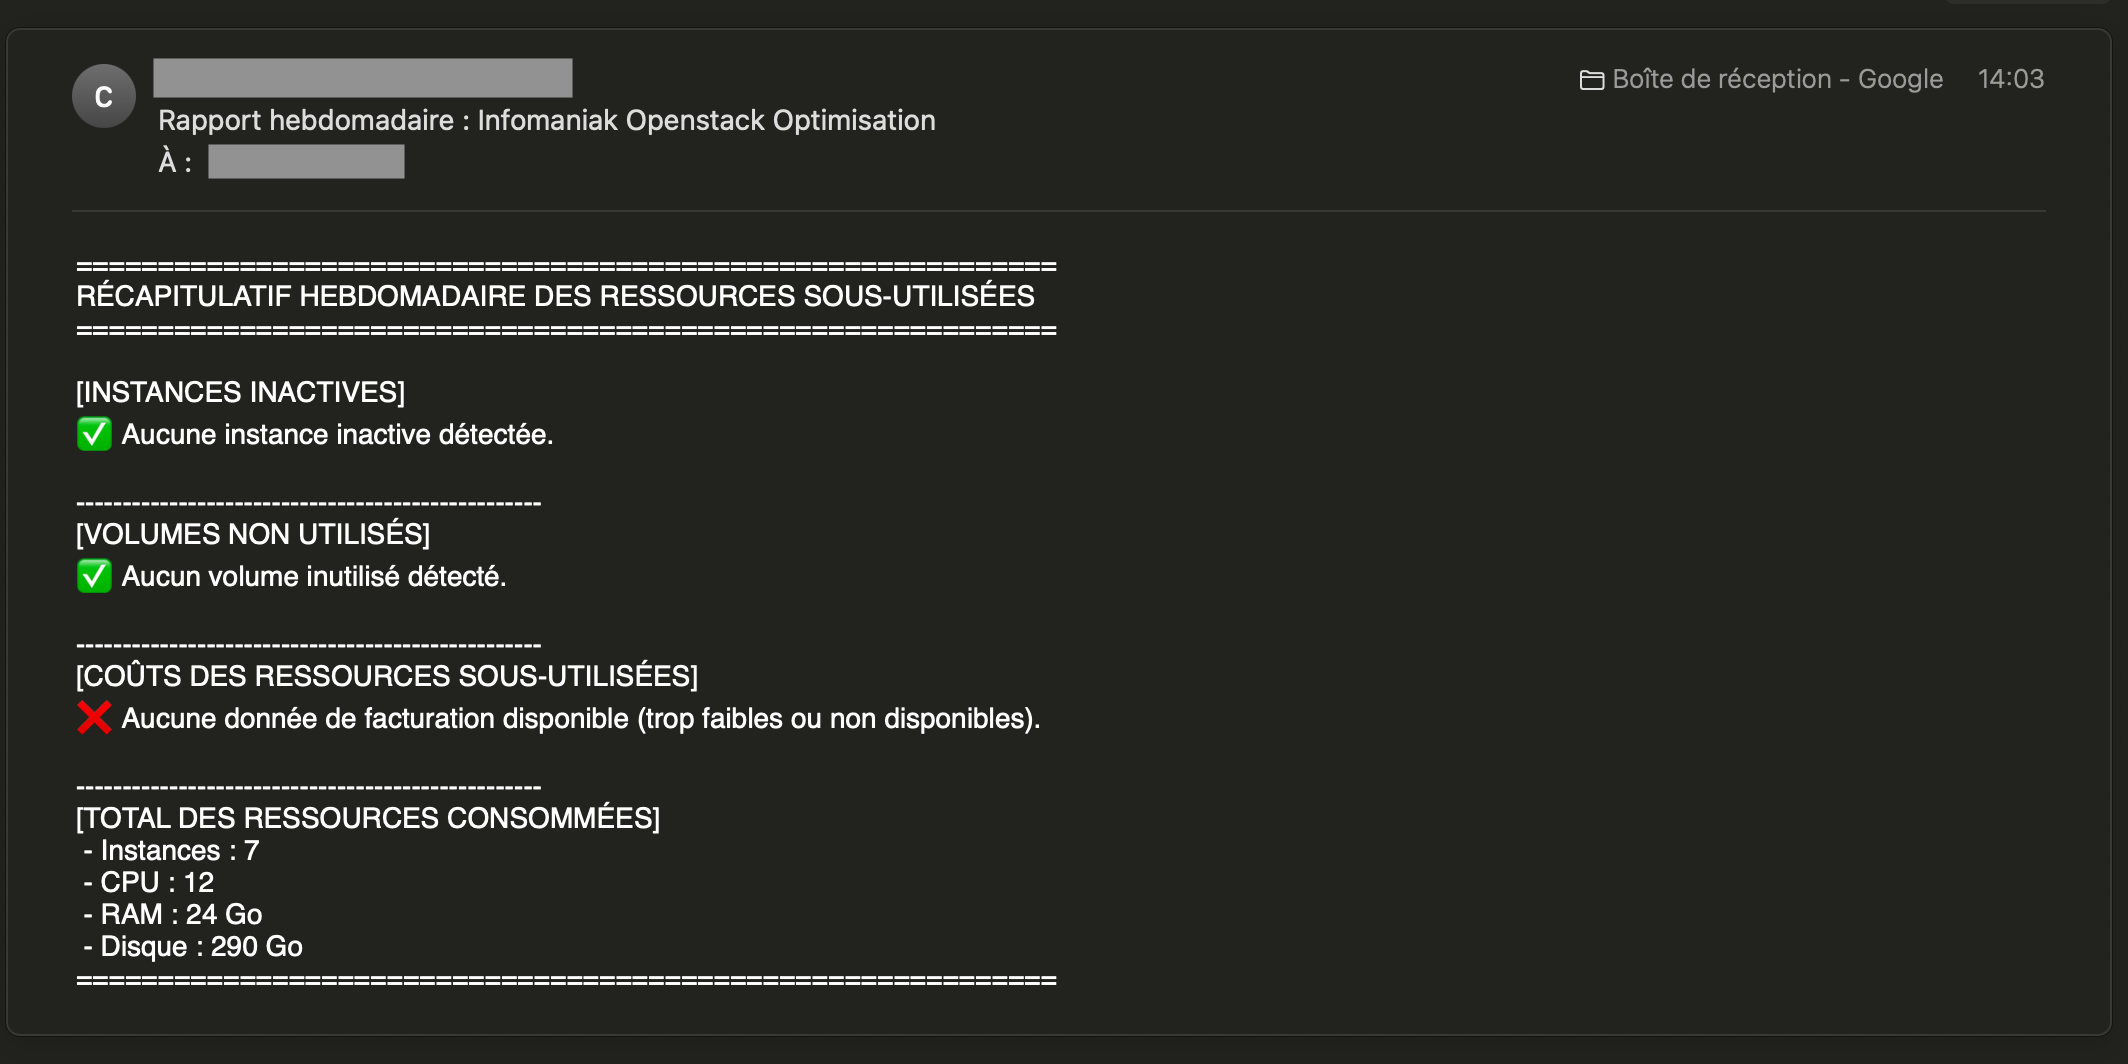 C
Boîte de réception - Google 14:03
Rapport hebdomadaire : Infomaniak Openstack Optimisation
À :
============================================================
RÉCAPITULATIF HEBDOMADAIRE DES RESSOURCES SOUS-UTILISÉES
============================================================
[INSTANCES INACTIVES]
✅ Aucune instance inactive détectée.
--------------------------------------------------
[VOLUMES NON UTILISÉS]
✅ Aucun volume inutilisé détecté.
--------------------------------------------------
[COÛTS DES RESSOURCES SOUS-UTILISÉES]
❌ Aucune donnée de facturation disponible (trop faibles ou non disponibles).
--------------------------------------------------
[TOTAL DES RESSOURCES CONSOMMÉES]
- Instances : 7
- CPU : 12
- RAM : 24 Go
- Disque : 290 Go
============================================================